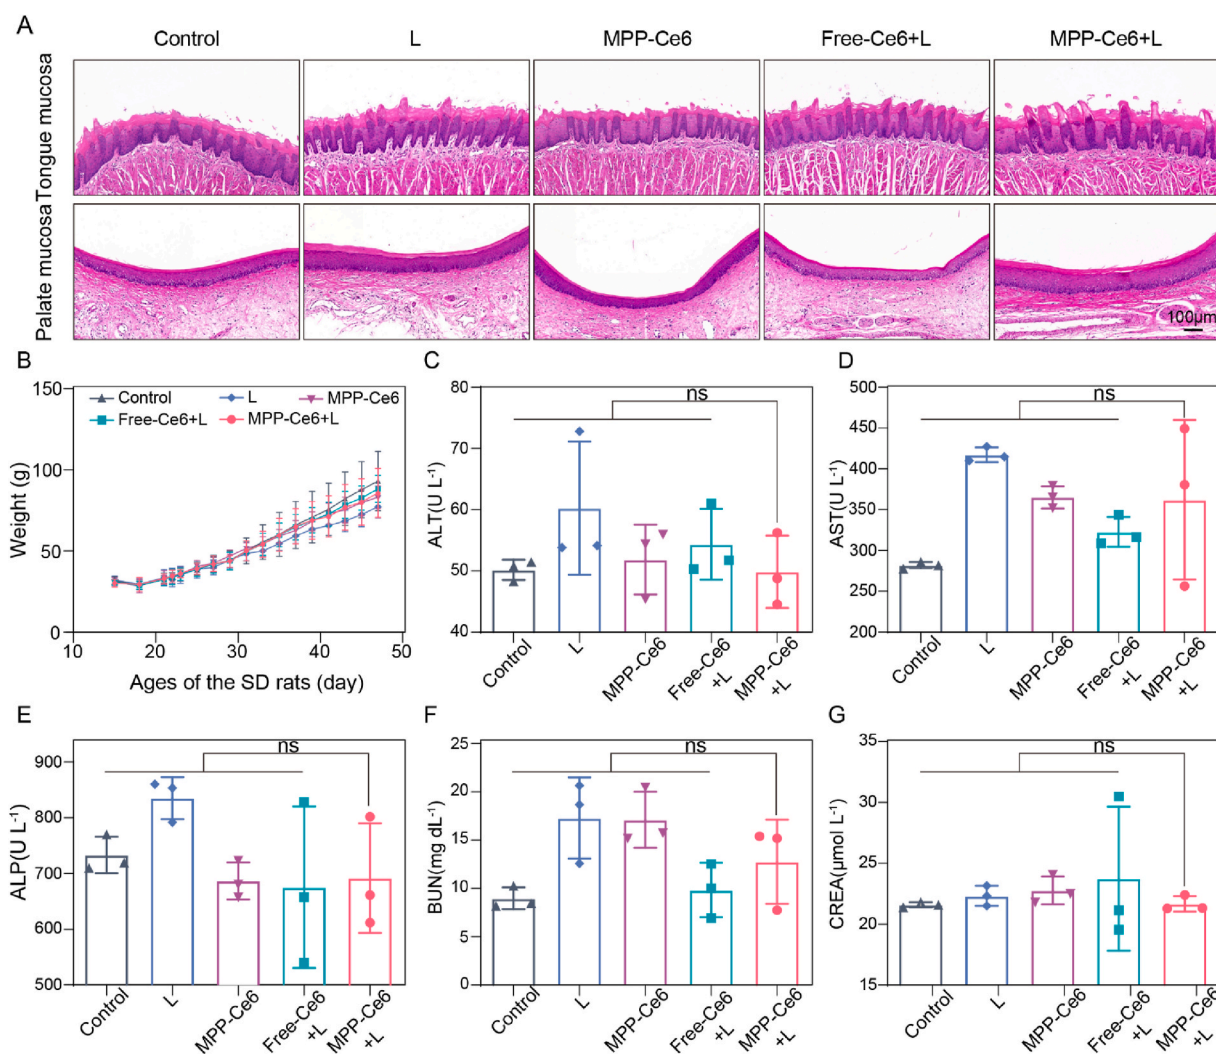 A
Control
L
MPP-Ce6
Free-Ce6+L
MPP-Ce6+L
Tongue mucosa
Palate mucosa
100μm
B
Control
L
MPP-Ce6
Free-Ce6+L
MPP-Ce6+L
Weight (g)
150
100
50
0
10
20
30
40
50
Ages of the SD rats (day)
C
ns
ALT(U L⁻¹)
80
70
60
50
40
Control
L
MPP-Ce6
Free-Ce6
+L
MPP-Ce6
+L
D
ns
AST(U L⁻¹)
500
450
400
350
300
250
200
Control
L
MPP-Ce6
Free-Ce6
+L
MPP-Ce6
+L
E
ns
ALP(U L⁻¹)
900
800
700
600
500
Control
L
MPP-Ce6
Free-Ce6
+L
MPP-Ce6
+L
F
ns
BUN(mg dL⁻¹)
25
20
15
10
5
0
Control
L
MPP-Ce6
Free-Ce6
+L
MPP-Ce6
+L
G
ns
CREA(μmol L⁻¹)
35
30
25
20
15
Control
L
MPP-Ce6
Free-Ce6
+L
MPP-Ce6
+L